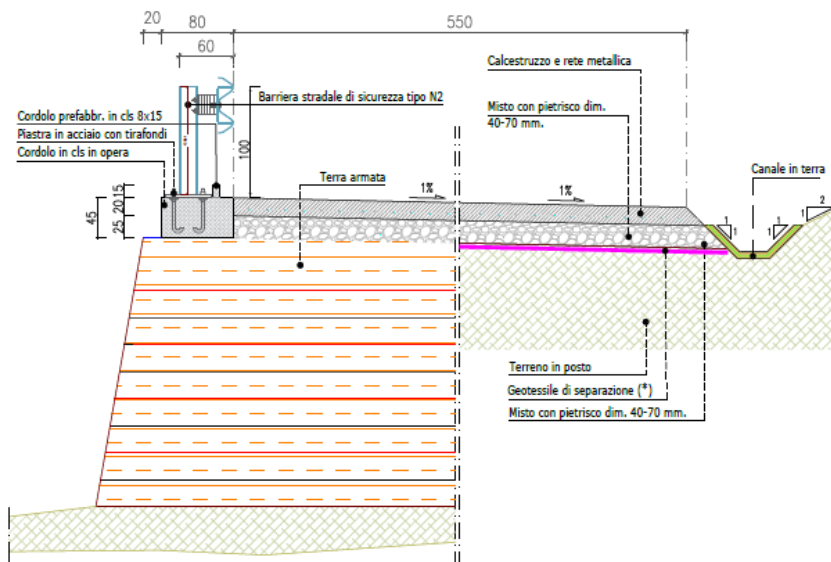 20
80
550
60
Calcestruzzo e rete metallica
Barriera stradale di sicurezza tipo N2
Misto con pietrisco dim.
40-70 mm.
Cordolo prefabbr. in cls 8x15
Piastra in acciaio con tirafondi
Cordolo in cls in opera
100
Canale in terra
Terra armata
15
20
25
45
1%
1%
1
1
1
1
1
2
Terreno in posto
Geotessile di separazione (*)
Misto con pietrisco dim. 40-70 mm.